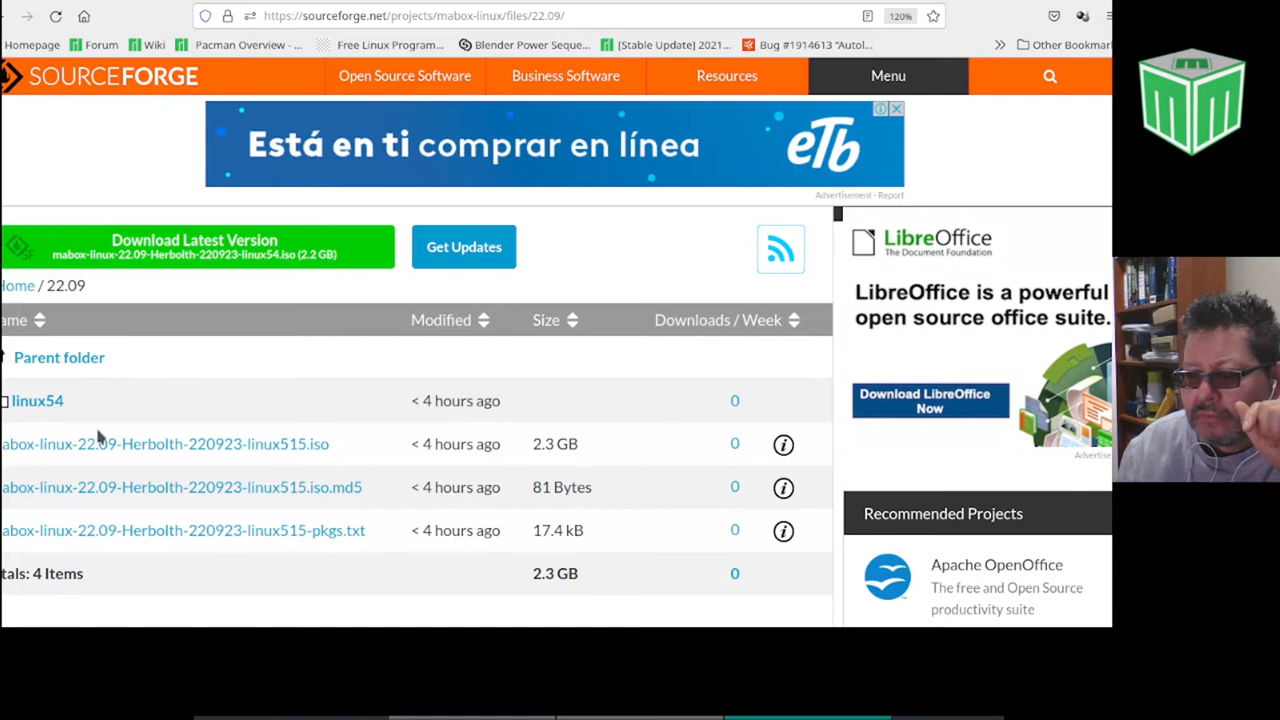 https://sourceforge.net/projects/mabox-linux/files/22.09/
120%
Homepage
Forum
Wiki
Pacman Overview - ...
Free Linux Program...
Blender Power Seque...
[Stable Update] 2021...
Bug #1914613 “Autol...
Other Bookmar
SOURCEFORGE
Open Source Software
Business Software
Resources
Menu
Está en ti comprar en línea
etb
Advertisement - Report
Download Latest Version
mabox-linux-22.09-Herbolth-220923-linux54.iso (2.2 GB)
Get Updates
Home / 22.09
ame
Modified
Size
Downloads / Week
Parent folder
linux54
< 4 hours ago
0
abox-linux-22.09-Herbolth-220923-linux515.iso
< 4 hours ago
2.3 GB
0
abox-linux-22.09-Herbolth-220923-linux515.iso.md5
< 4 hours ago
81 Bytes
0
abox-linux-22.09-Herbolth-220923-linux515-pkgs.txt
< 4 hours ago
17.4 kB
0
tals: 4 Items
2.3 GB
0
LibreOffice
The Document Foundation
LibreOffice is a powerful
open source office suite.
Download LibreOffice
Now
Advertise
Recommended Projects
Apache OpenOffice
The free and Open Source
productivity suite
m
m
m